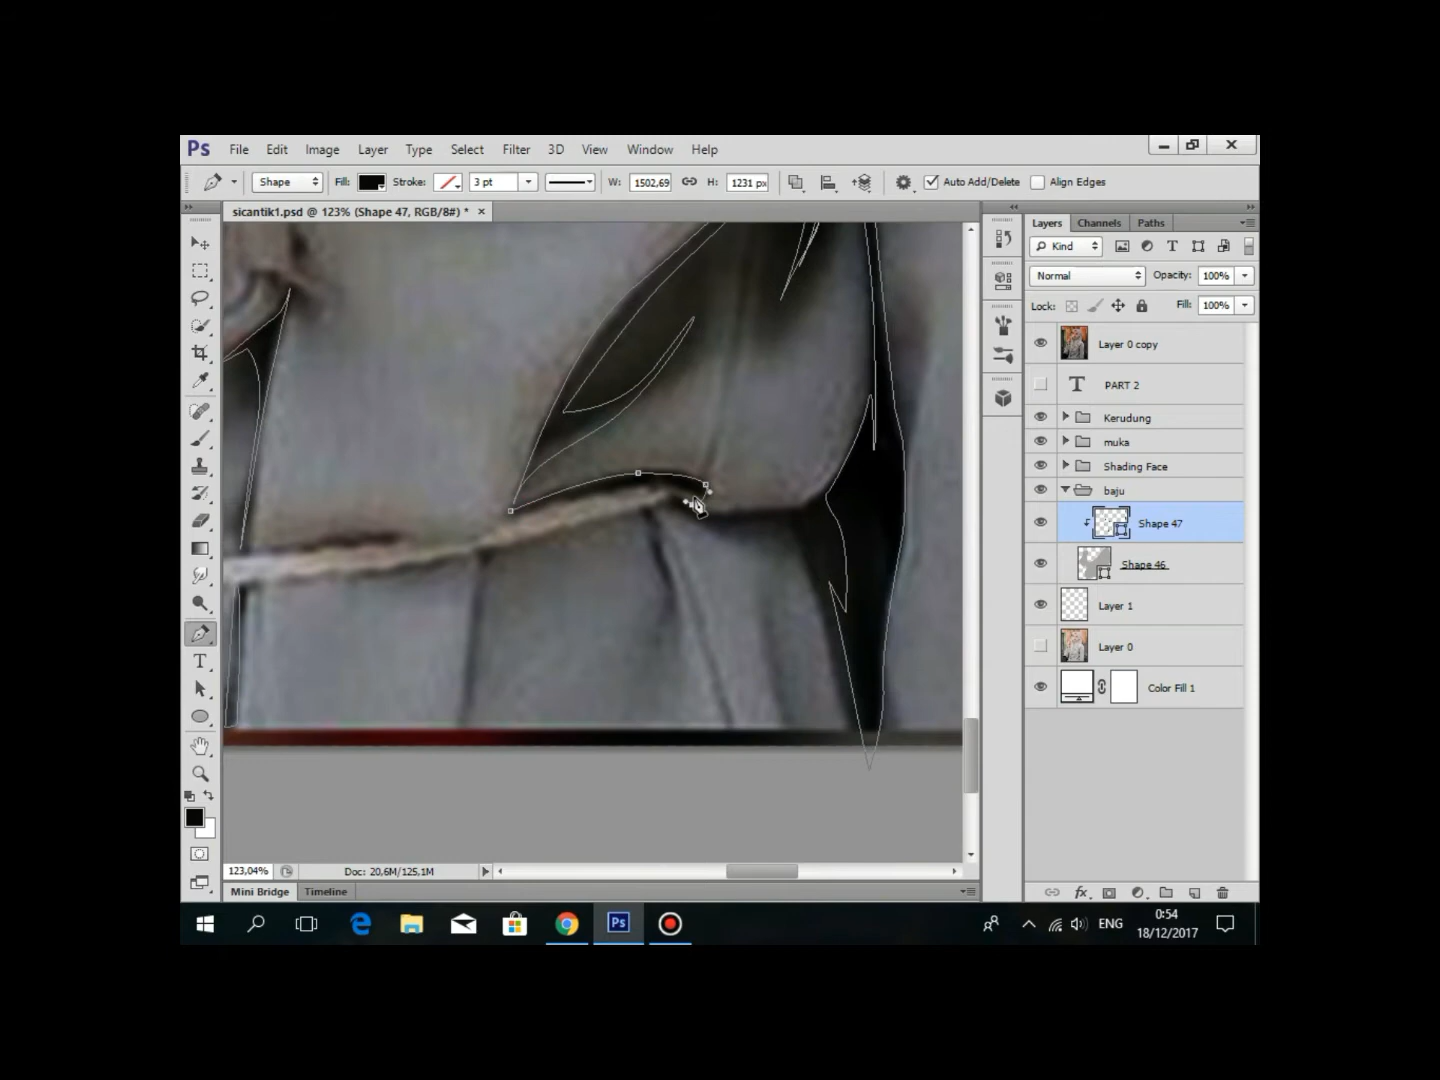 Ps File Edit Image Layer Type Select Filter 3D View Window Help
Shape Fill: Stroke: 3 pt W: 1502,69 H: 1231 px Auto Add/Delete Align Edges
sicantik1.psd @ 123% (Shape 47, RGB/8#) * ×
Layers Channels Paths
Kind T
Normal Opacity: 100%
Lock: Fill: 100%
Layer 0 copy
T PART 2
Kerudung
muka
Shading Face
baju
Shape 47
Shape 46
Layer 1
Layer 0
Color Fill 1
T
123,04% Doc: 20,6M/125,1M
fx
Mini Bridge Timeline
Ps ENG 0:54
18/12/2017